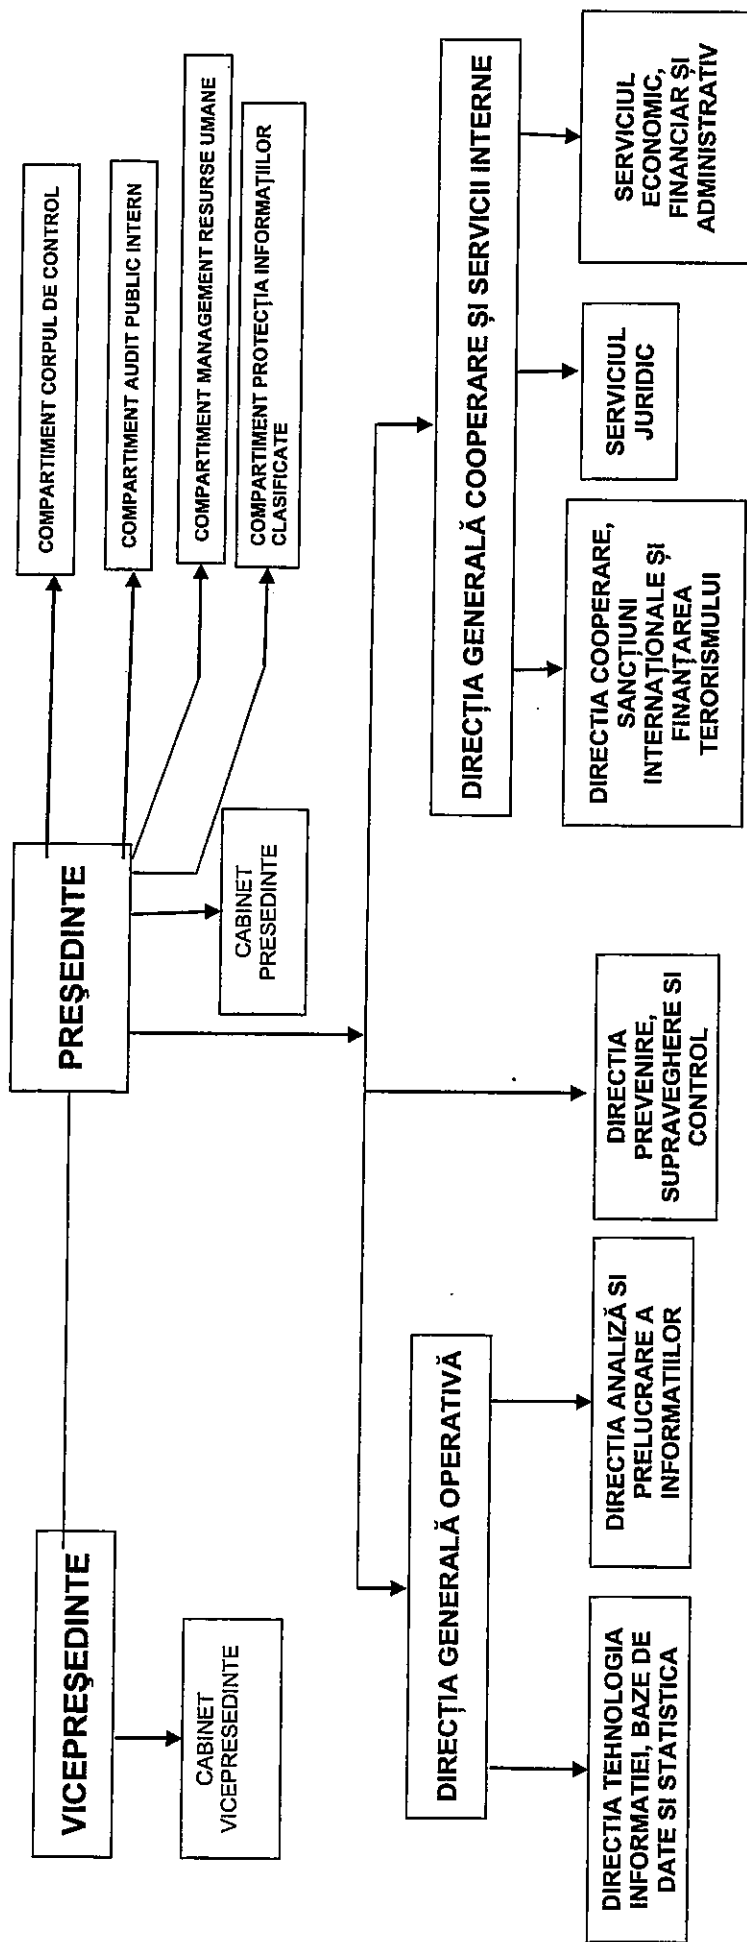 COMPARTIMENT CORPUL DE CONTROL
COMPARTIMENT AUDIT PUBLIC INTERN
COMPARTIMENT MANAGEMENT RESURSE UMANE
COMPARTIMENT PROTECȚIA INFORMAȚIILOR
CLASIFICATE
VICEPREȘEDINTE
PREȘEDINTE
CABINET
VICEPRESEDINTE
CABINET
PRESEDINTE
DIRECȚIA GENERALĂ OPERATIVĂ
DIRECȚIA GENERALĂ COOPERARE ȘI SERVICII INTERNE
DIRECTIA TEHNOLOGIA
INFORMATIEI, BAZE DE
DATE SI STATISTICA
DIRECTIA ANALIZĂ SI
PRELUCRARE A
INFORMATIILOR
DIRECTIA
PREVENIRE,
SUPRAVEGHERE SI
CONTROL
DIRECTIA COOPERARE,
SANCȚIUNI
INTERNAȚIONALE ȘI
FINANȚAREA
TERORISMULUI
SERVICIUL
JURIDIC
SERVICIUL
ECONOMIC,
FINANCIAR ȘI
ADMINISTRATIV